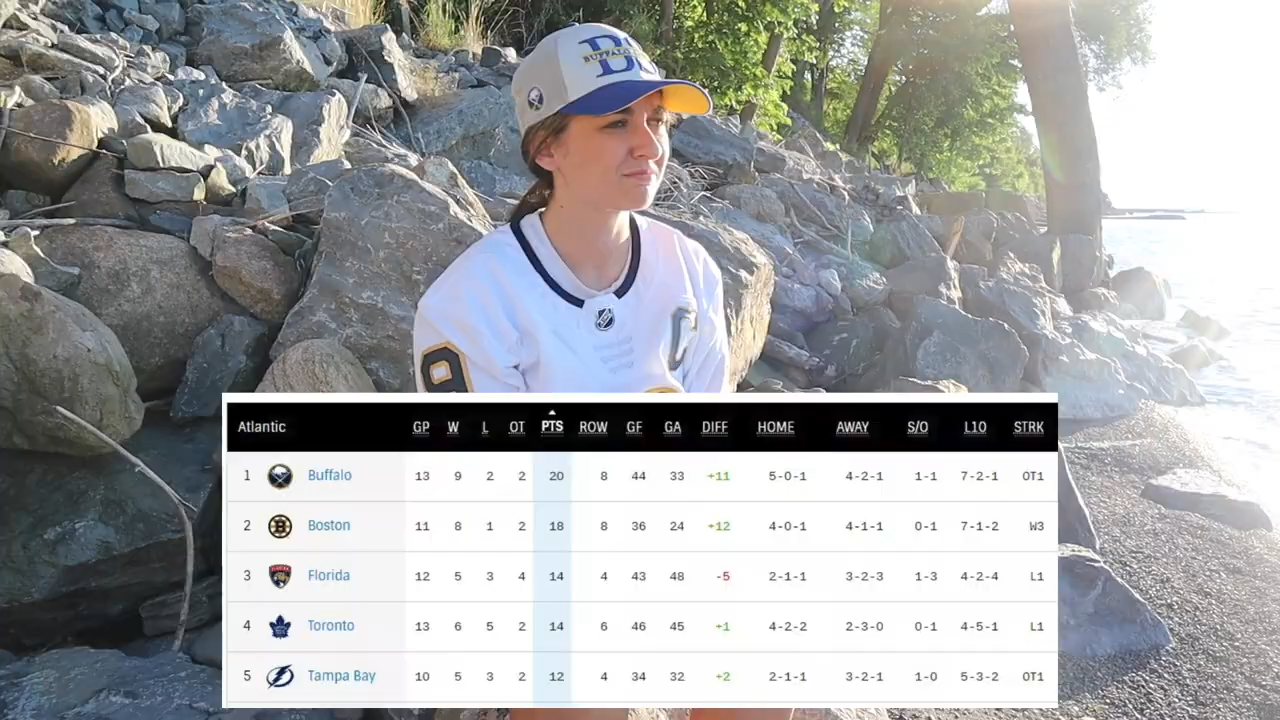 BUFFALO
C
9
Atlantic GP W L OT PTS ROW GF GA DIFF HOME AWAY S/O L10 STRK
1 Buffalo 13 9 2 2 20 8 44 33 +11 5-0-1 4-2-1 1-1 7-2-1 OT1
2 Boston 11 8 1 2 18 8 36 24 +12 4-0-1 4-1-1 0-1 7-1-2 W3
3 Florida 12 5 3 4 14 4 43 48 -5 2-1-1 3-2-3 1-3 4-2-4 L1
4 Toronto 13 6 5 2 14 6 46 45 +1 4-2-2 2-3-0 0-1 4-5-1 L1
5 Tampa Bay 10 5 3 2 12 4 34 32 +2 2-1-1 3-2-1 1-0 5-3-2 OT1